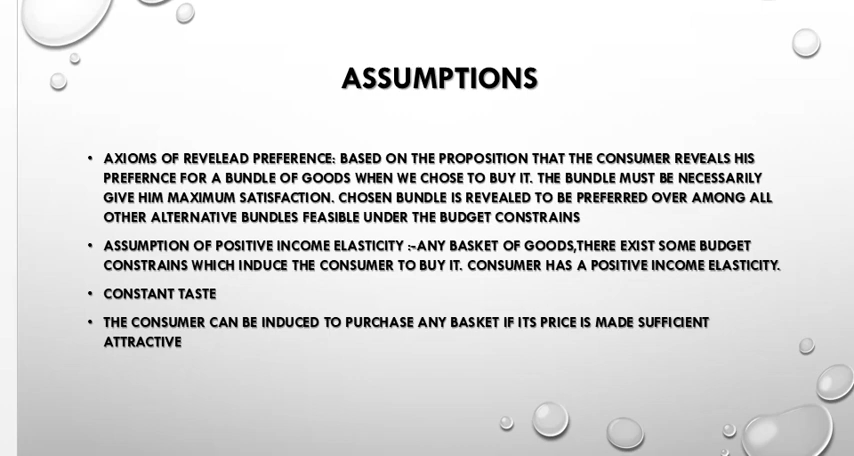 ASSUMPTIONS
• AXIOMS OF REVELEAD PREFERENCE: BASED ON THE PROPOSITION THAT THE CONSUMER REVEALS HIS
PREFERNCE FOR A BUNDLE OF GOODS WHEN WE CHOSE TO BUY IT. THE BUNDLE MUST BE NECESSARILY
GIVE HIM MAXIMUM SATISFACTION. CHOSEN BUNDLE IS REVEALED TO BE PREFERRED OVER AMONG ALL
OTHER ALTERNATIVE BUNDLES FEASIBLE UNDER THE BUDGET CONSTRAINS
• ASSUMPTION OF POSITIVE INCOME ELASTICITY :-ANY BASKET OF GOODS,THERE EXIST SOME BUDGET
CONSTRAINS WHICH INDUCE THE CONSUMER TO BUY IT. CONSUMER HAS A POSITIVE INCOME ELASTICITY.
• CONSTANT TASTE
• THE CONSUMER CAN BE INDUCED TO PURCHASE ANY BASKET IF ITS PRICE IS MADE SUFFICIENT
ATTRACTIVE